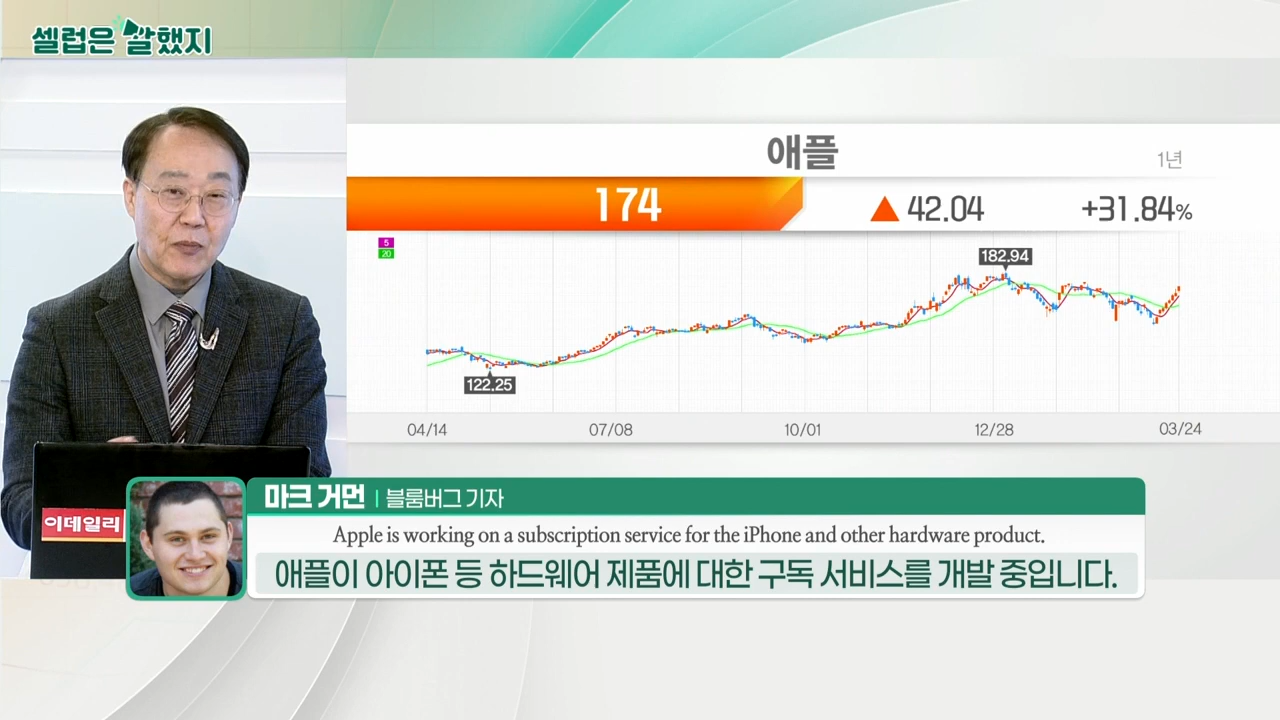 셀럽은 말했지
애플
1년
174
▲ 42.04
+31.84%
5
20
182.94
122.25
04/14
07/08
10/01
12/28
03/24
이데일리
마크 거먼 | 블룸버그 기자
Apple is working on a subscription service for the iPhone and other hardware product.
애플이 아이폰 등 하드웨어 제품에 대한 구독 서비스를 개발 중입니다.